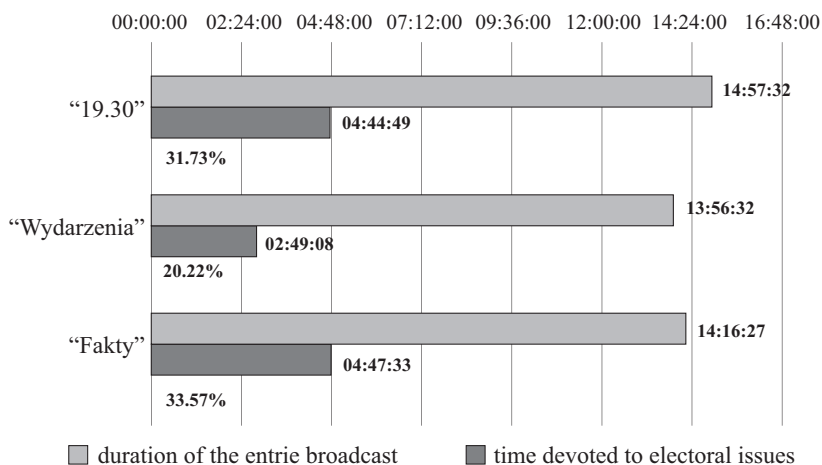 00:00:00 02:24:00 04:48:00 07:12:00 09:36:00 12:00:00 14:24:00 16:48:00
“19.30”
14:57:32
04:44:49
31.73%
“Wydarzenia”
13:56:32
02:49:08
20.22%
“Fakty”
14:16:27
04:47:33
33.57%
duration of the entrie broadcast
time devoted to electoral issues